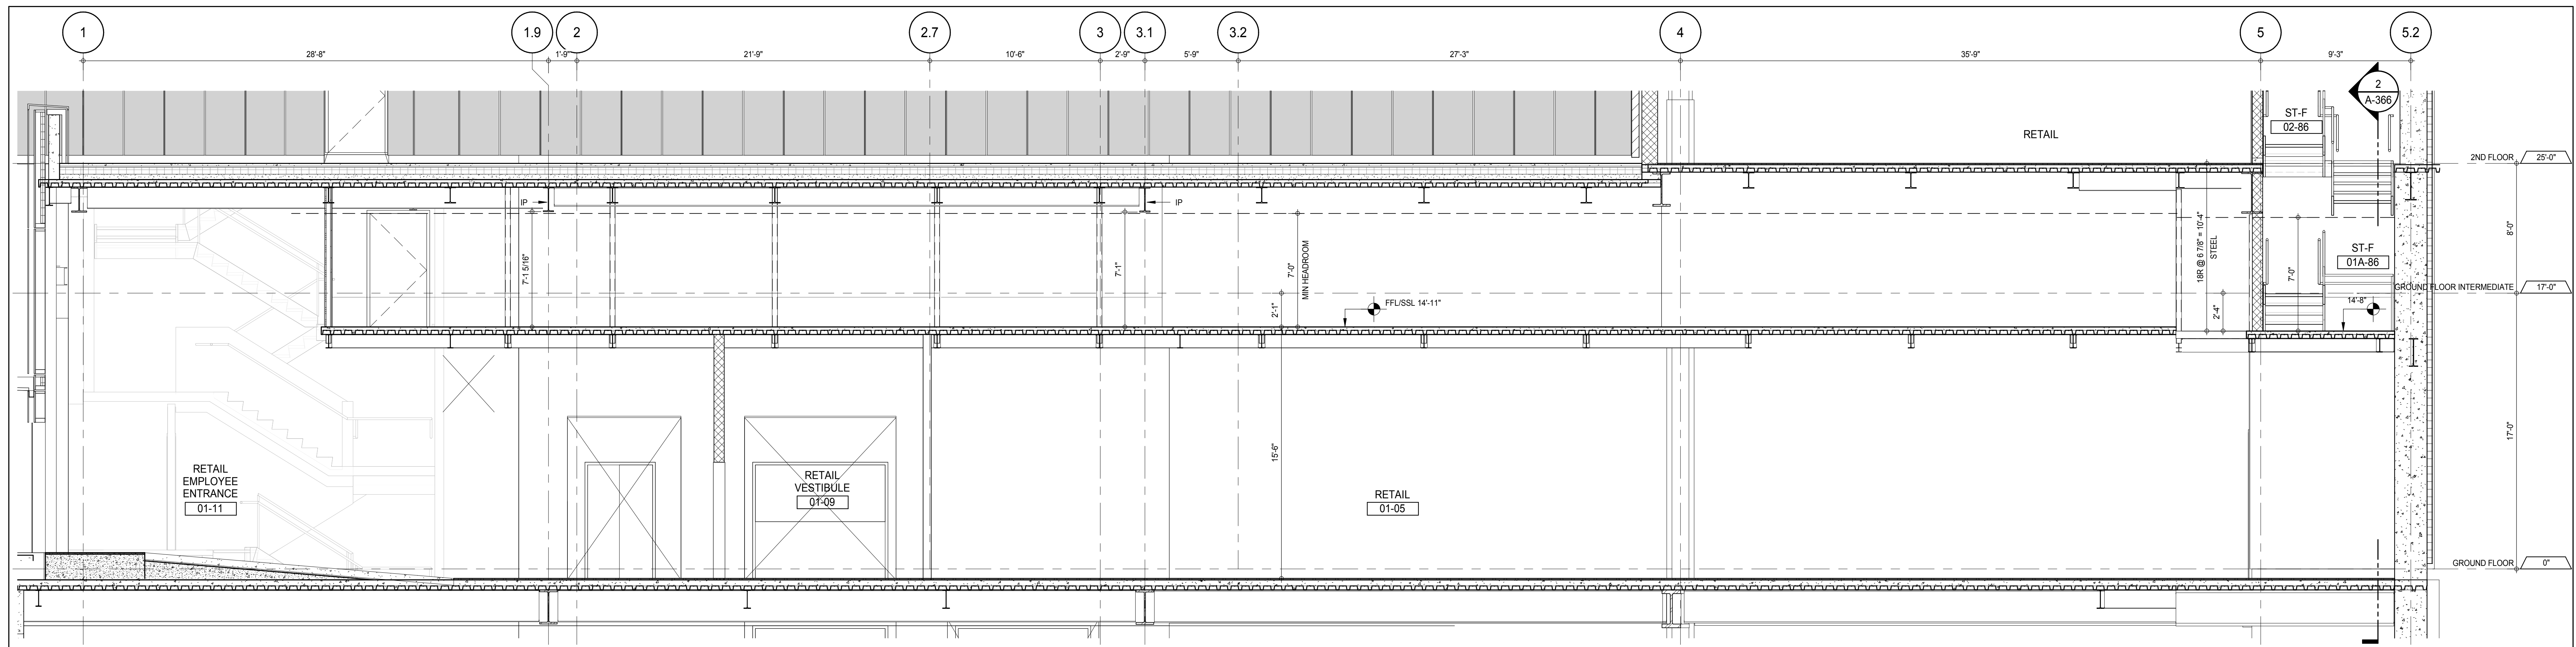 1
1.9
2
2.7
3
3.1
3.2
4
5
5.2
28'-8"
1'-9"
21'-9"
10'-6"
2'-9"
5'-9"
27'-3"
35'-9"
9'-3"
2
A-366
ST-F
02-86
RETAIL
2ND FLOOR
25'-0"
IP
IP
7'-1 5/16"
7'-1"
7'-0"
MIN HEADROOM
2'-1"
FFL/SSL 14'-11"
18R @ 6 7/8" = 10'-4"
STEEL
7'-0"
2'-4"
ST-F
01A-86
14'-8"
8'-0"
GROUND FLOOR INTERMEDIATE
17'-0"
17'-0"
15'-6"
RETAIL
EMPLOYEE
ENTRANCE
01-11
RETAIL
VESTIBULE
01-09
RETAIL
01-05
GROUND FLOOR
0"